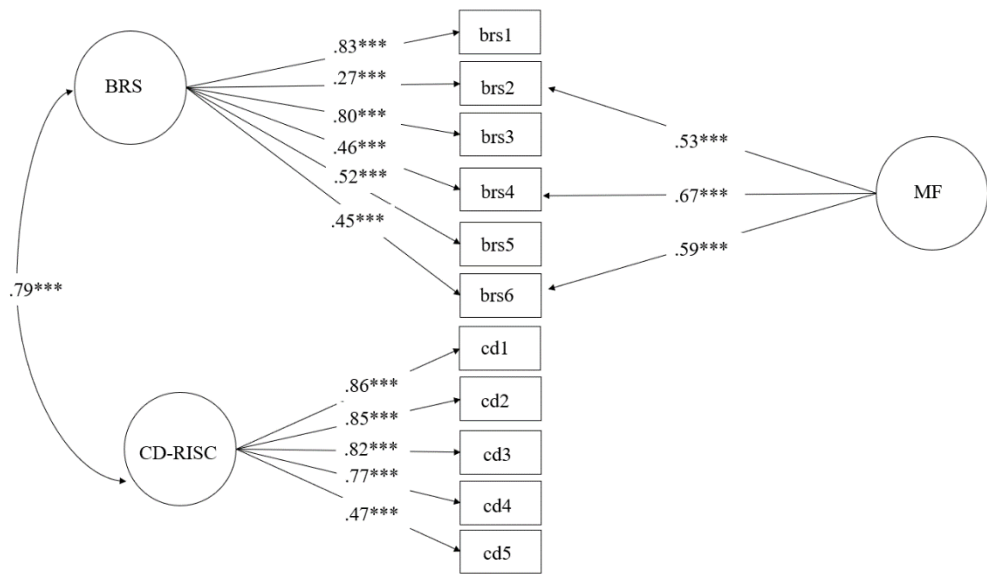 BRS
.83***
.27***
.80***
.46***
.52***
.45***
brs1
brs2
brs3
brs4
brs5
brs6
.53***
.67***
.59***
MF
.79***
CD-RISC
.86***
.85***
.82***
.77***
.47***
cd1
cd2
cd3
cd4
cd5